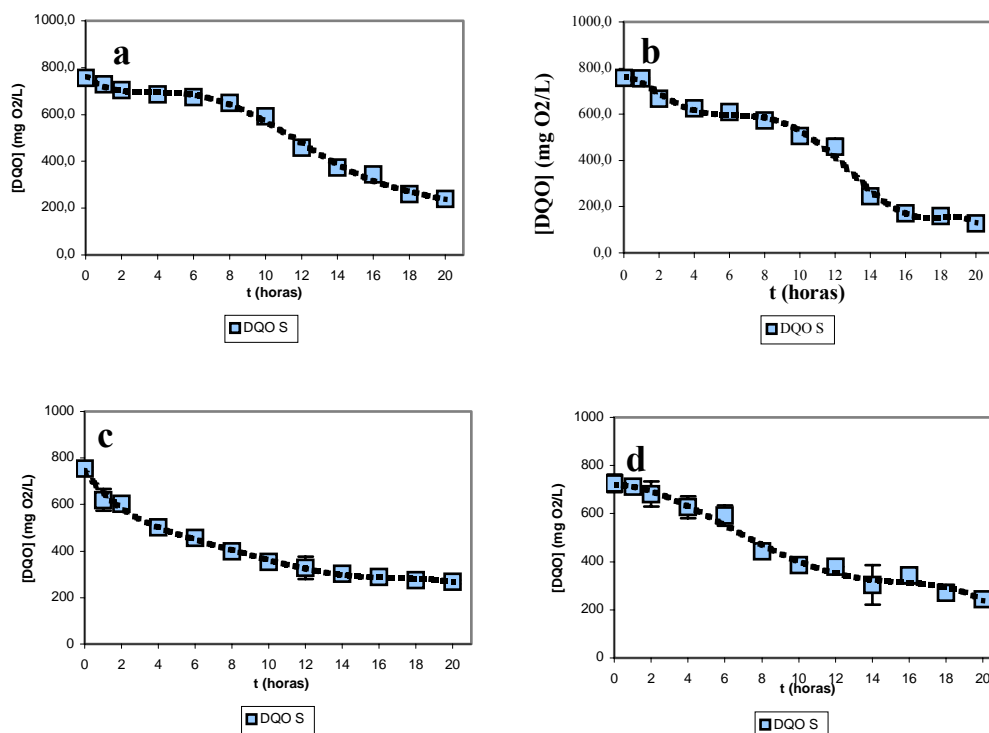 a
[DQO] (mg O2/L)
1000,0
800,0
600,0
400,0
200,0
0,0
0 2 4 6 8 10 12 14 16 18 20
t (horas)
DQO S
b
[DQO] (mg O2/L)
1000,0
800,0
600,0
400,0
200,0
0,0
0 2 4 6 8 10 12 14 16 18 20
t (horas)
DQO S
c
[DQO] (mg O2/L)
1000
800
600
400
200
0
0 2 4 6 8 10 12 14 16 18 20
t (horas)
DQO S
d
[DQO] (mg O2/L)
1000
800
600
400
200
0
0 2 4 6 8 10 12 14 16 18 20
t (horas)
DQO S